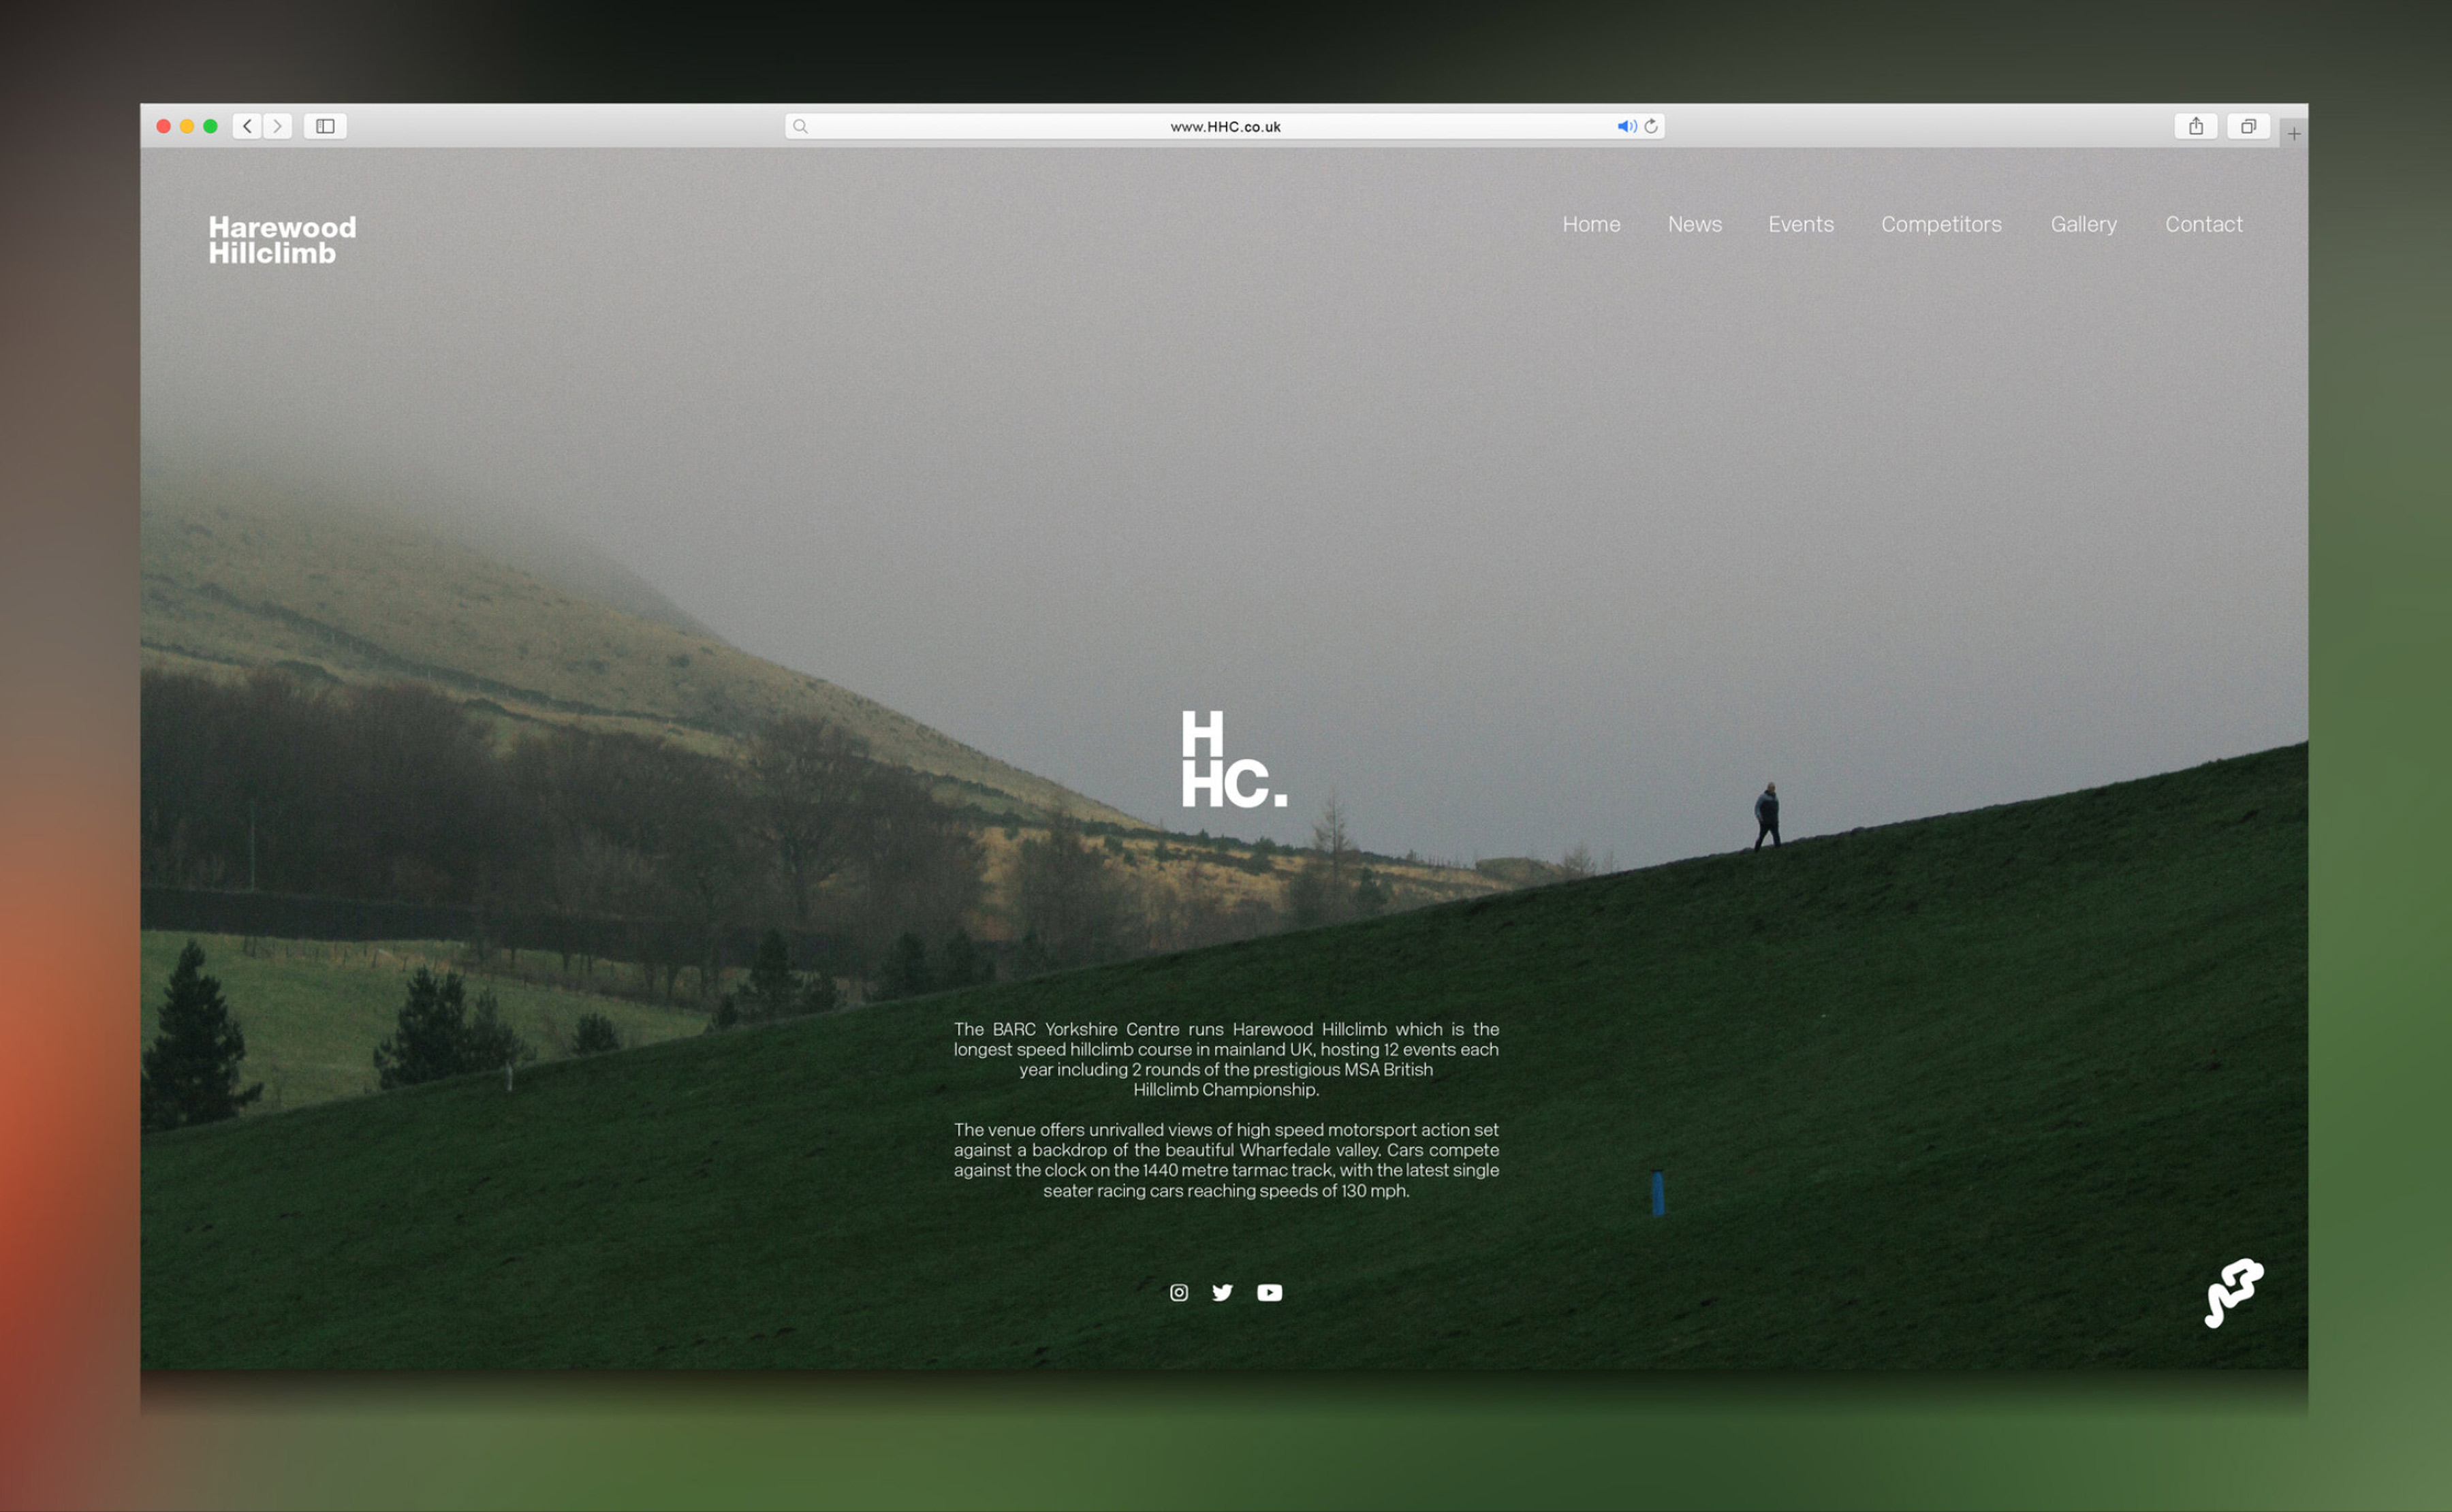 www.HHC.co.uk
Harewood
Hillclimb
Home News Events Competitors Gallery Contact
H
HC.
The BARC Yorkshire Centre runs Harewood Hillclimb which is the
longest speed hillclimb course in mainland UK, hosting 12 events each
year including 2 rounds of the prestigious MSA British
Hillclimb Championship.
The venue offers unrivalled views of high speed motorsport action set
against a backdrop of the beautiful Wharfedale valley. Cars compete
against the clock on the 1440 metre tarmac track, with the latest single
seater racing cars reaching speeds of 130 mph.